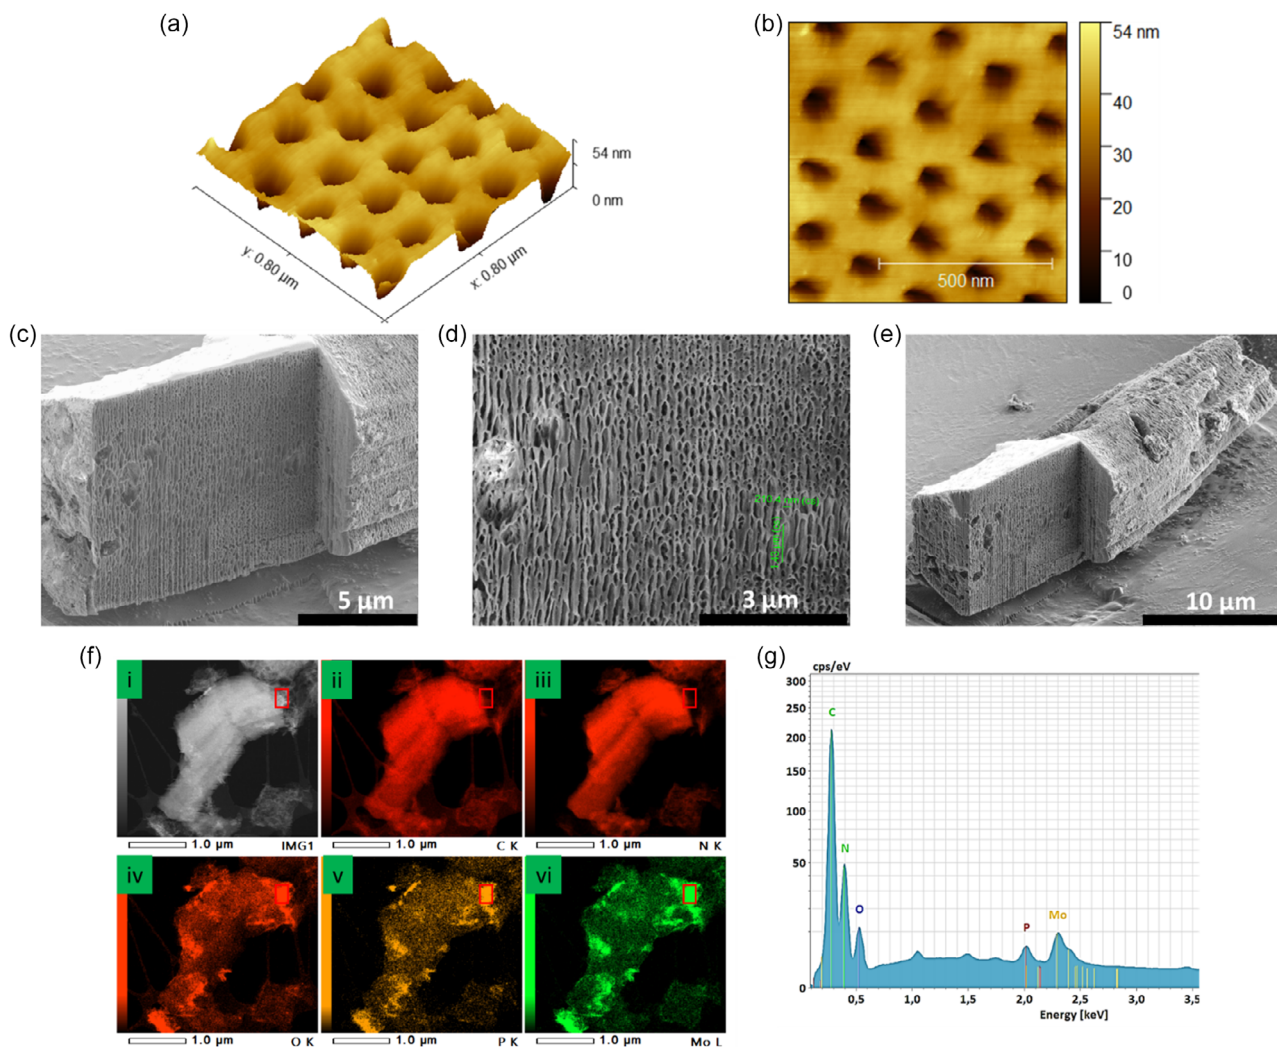 (a)
54 nm
0 nm
y: 0.80 μm
x: 0.80 μm
(b)
54 nm
40
30
20
10
0
500 nm
(c)
5 μm
(d)
3 μm
(e)
10 μm
(f)
i
1.0 μm
IMG1
ii
1.0 μm
C K
iii
1.0 μm
N K
iv
1.0 μm
O K
v
1.0 μm
P K
vi
1.0 μm
Mo L
(g)
cps/eV
300
250
200
150
100
50
0
C
N
O
P
Mo
0,5
1,0
1,5
2,0
2,5
3,0
3,5
Energy [keV]